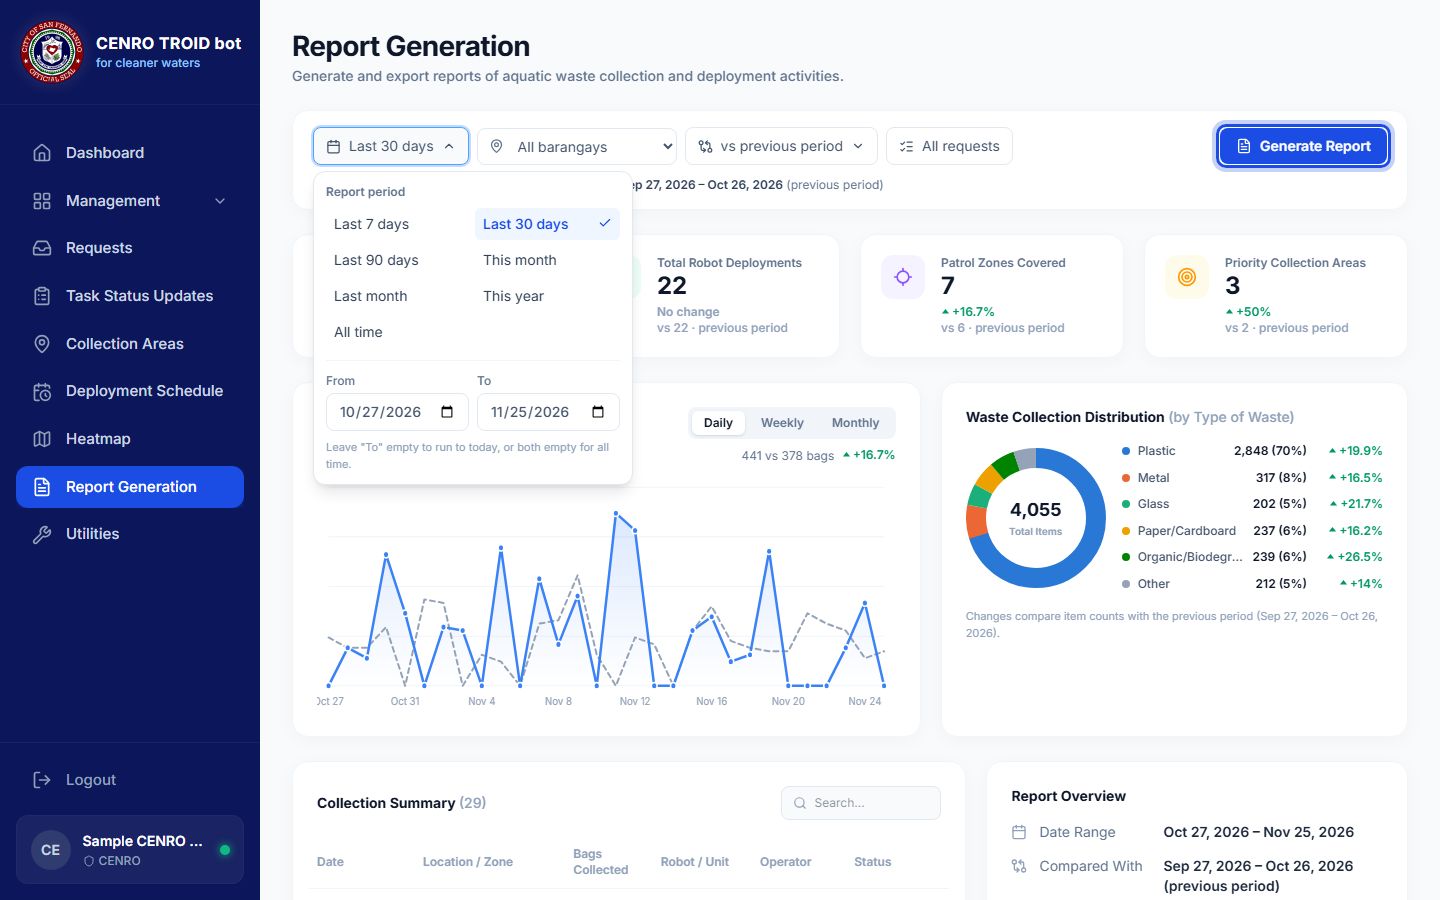 CITY OF SAN FERNANDO
OFFICIAL SEAL
CENRO TROID bot
for cleaner waters
Dashboard
Management
Requests
Task Status Updates
Collection Areas
Deployment Schedule
Heatmap
Report Generation
Utilities
Logout
CE
Sample CENRO ...
CENRO
Report Generation
Generate and export reports of aquatic waste collection and deployment activities.
Last 30 days
All barangays
vs previous period
All requests
Generate Report
27, 2026 – Oct 26, 2026 (previous period)
Report period
Last 7 days
Last 30 days
Last 90 days
This month
Last month
This year
All time
From
To
10/27/2026
11/25/2026
Leave "To" empty to run to today, or both empty for all
time.
Total Robot Deployments
22
No change
vs 22 · previous period
Patrol Zones Covered
7
+16.7%
vs 6 · previous period
Priority Collection Areas
3
+50%
vs 2 · previous period
Daily
Weekly
Monthly
441 vs 378 bags +16.7%
Oct 27
Oct 31
Nov 4
Nov 8
Nov 12
Nov 16
Nov 20
Nov 24
Waste Collection Distribution (by Type of Waste)
4,055
Total Items
Plastic 2,848 (70%) +19.9%
Metal 317 (8%) +16.5%
Glass 202 (5%) +21.7%
Paper/Cardboard 237 (6%) +16.2%
Organic/Biodegr... 239 (6%) +26.5%
Other 212 (5%) +14%
Changes compare item counts with the previous period (Sep 27, 2026 – Oct 26,
2026).
Collection Summary (29)
Search...
Date
Location / Zone
Bags
Collected
Robot / Unit
Operator
Status
Report Overview
Date Range
Oct 27, 2026 – Nov 25, 2026
Compared With
Sep 27, 2026 – Oct 26, 2026
(previous period)